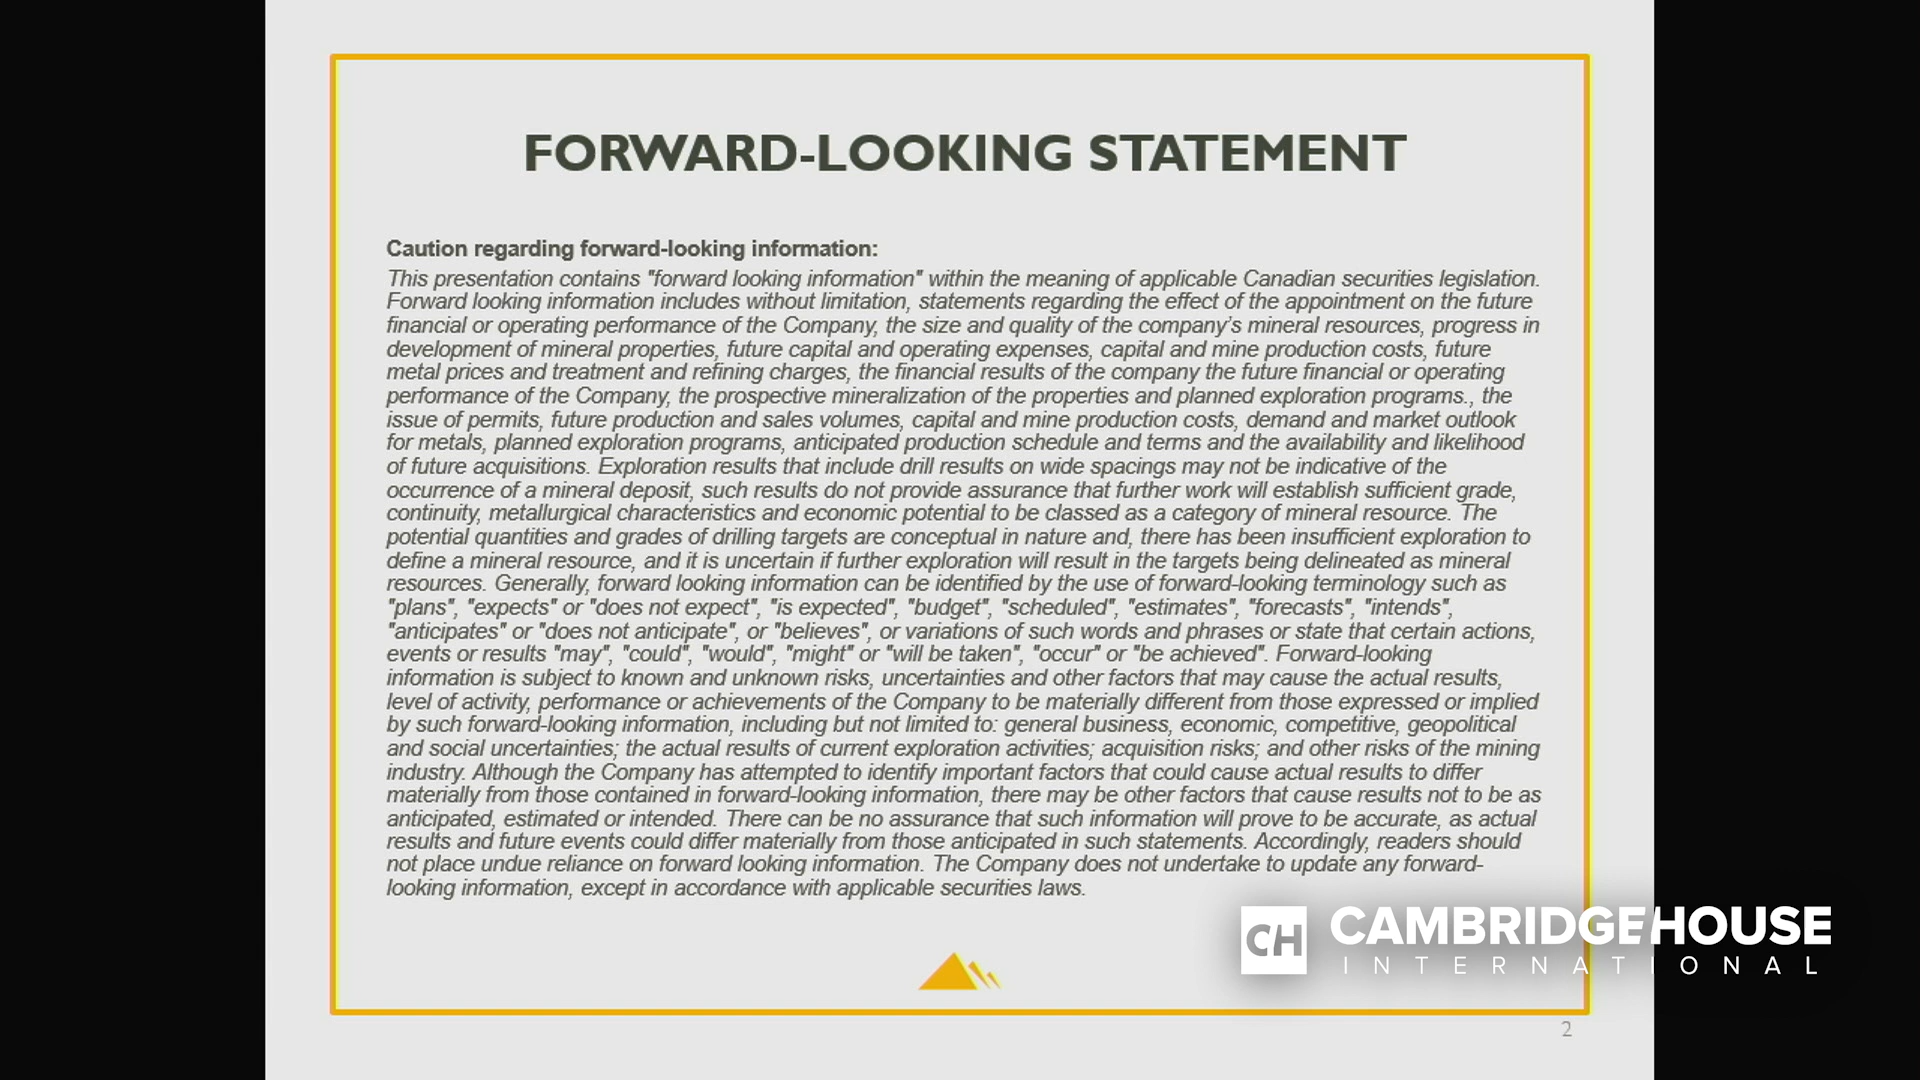 FORWARD-LOOKING STATEMENT
Caution regarding forward-looking information:
This presentation contains "forward looking information" within the meaning of applicable Canadian securities legislation.
Forward looking information includes without limitation, statements regarding the effect of the appointment on the future
financial or operating performance of the Company, the size and quality of the company's mineral resources, progress in
development of mineral properties, future capital and operating expenses, capital and mine production costs, future
metal prices and treatment and refining charges, the financial results of the company the future financial or operating
performance of the Company, the prospective mineralization of the properties and planned exploration programs., the
issue of permits, future production and sales volumes, capital and mine production costs, demand and market outlook
for metals, planned exploration programs, anticipated production schedule and terms and the availability and likelihood
of future acquisitions. Exploration results that include drill results on wide spacings may not be indicative of the
occurrence of a mineral deposit, such results do not provide assurance that further work will establish sufficient grade,
continuity, metallurgical characteristics and economic potential to be classed as a category of mineral resource. The
potential quantities and grades of drilling targets are conceptual in nature and, there has been insufficient exploration to
define a mineral resource, and it is uncertain if further exploration will result in the targets being delineated as mineral
resources. Generally, forward looking information can be identified by the use of forward-looking terminology such as
"plans", "expects" or "does not expect", "is expected", "budget", "scheduled", "estimates", "forecasts", "intends",
"anticipates" or "does not anticipate", or "believes", or variations of such words and phrases or state that certain actions,
events or results "may", "could", "would", "might" or "will be taken", "occur" or "be achieved". Forward-looking
information is subject to known and unknown risks, uncertainties and other factors that may cause the actual results,
level of activity, performance or achievements of the Company to be materially different from those expressed or implied
by such forward-looking information, including but not limited to: general business, economic, competitive, geopolitical
and social uncertainties; the actual results of current exploration activities; acquisition risks; and other risks of the mining
industry. Although the Company has attempted to identify important factors that could cause actual results to differ
materially from those contained in forward-looking information, there may be other factors that cause results not to be as
anticipated, estimated or intended. There can be no assurance that such information will prove to be accurate, as actual
results and future events could differ materially from those anticipated in such statements. Accordingly, readers should
not place undue reliance on forward looking information. The Company does not undertake to update any forward-
looking information, except in accordance with applicable securities laws.
CH CAMBRIDGEHOUSE
INTERNATIONAL
2